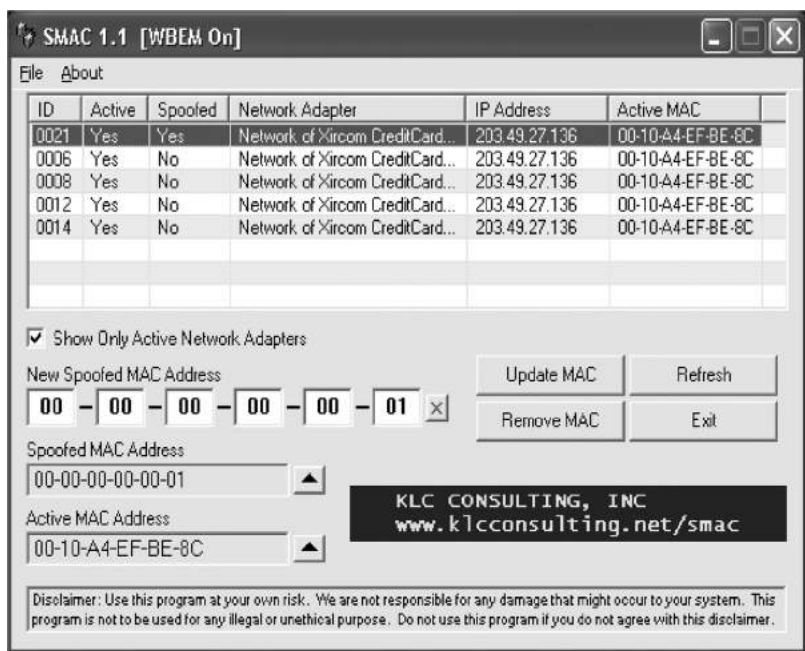 SMAC 1.1 [WBEM On]
File About
ID Active Spoofed Network Adapter IP Address Active MAC
0021 Yes Yes Network of Xircom CreditCard... 203.49.27.136 00-10-A4-EF-BE-8C
0006 Yes No Network of Xircom CreditCard... 203.49.27.136 00-10-A4-EF-BE-8C
0008 Yes No Network of Xircom CreditCard... 203.49.27.136 00-10-A4-EF-BE-8C
0012 Yes No Network of Xircom CreditCard... 203.49.27.136 00-10-A4-EF-BE-8C
0014 Yes No Network of Xircom CreditCard... 203.49.27.136 00-10-A4-EF-BE-8C
Show Only Active Network Adapters
New Spoofed MAC Address
00 – 00 – 00 – 00 – 00 – 01
Update MAC Refresh
Remove MAC Exit
Spoofed MAC Address
00-00-00-00-00-01
Active MAC Address
00-10-A4-EF-BE-8C
KLC CONSULTING, INC
www.klcconsulting.net/smac
Disclaimer: Use this program at your own risk. We are not responsible for any damage that might occur to your system. This
program is not to be used for any illegal or unethical purpose. Do not use this program if you do not agree with this disclaimer.